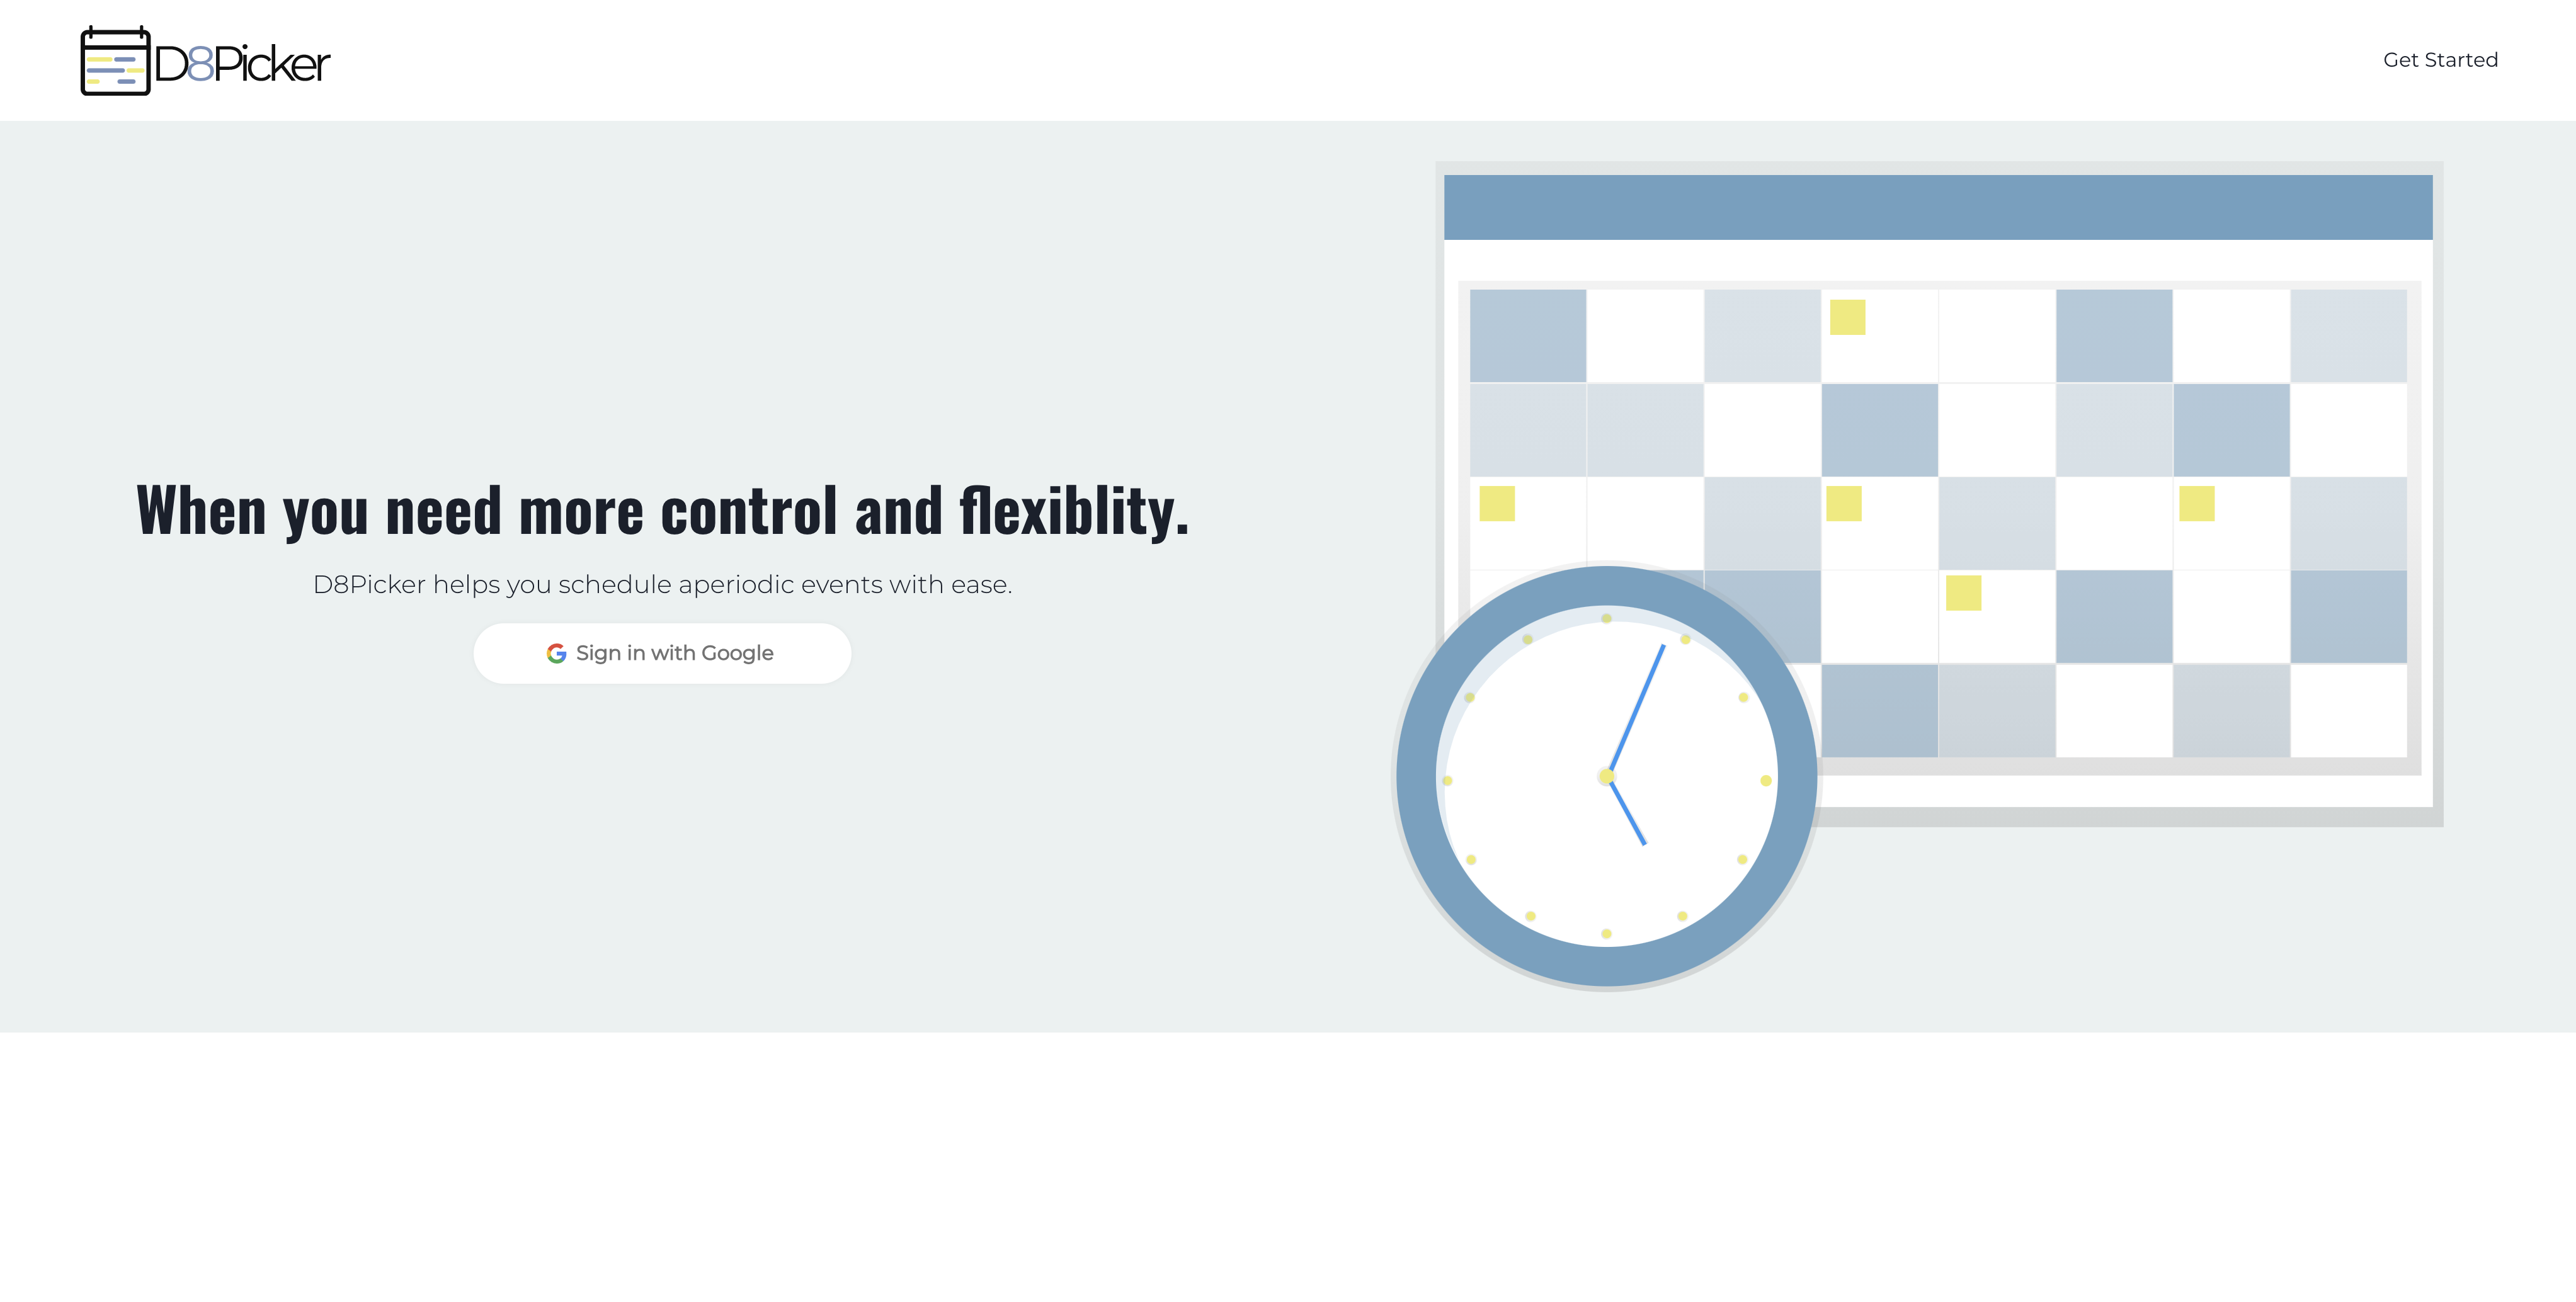 D8Picker
Get Started
When you need more control and flexiblity.
D8Picker helps you schedule aperiodic events with ease.
Sign in with Google